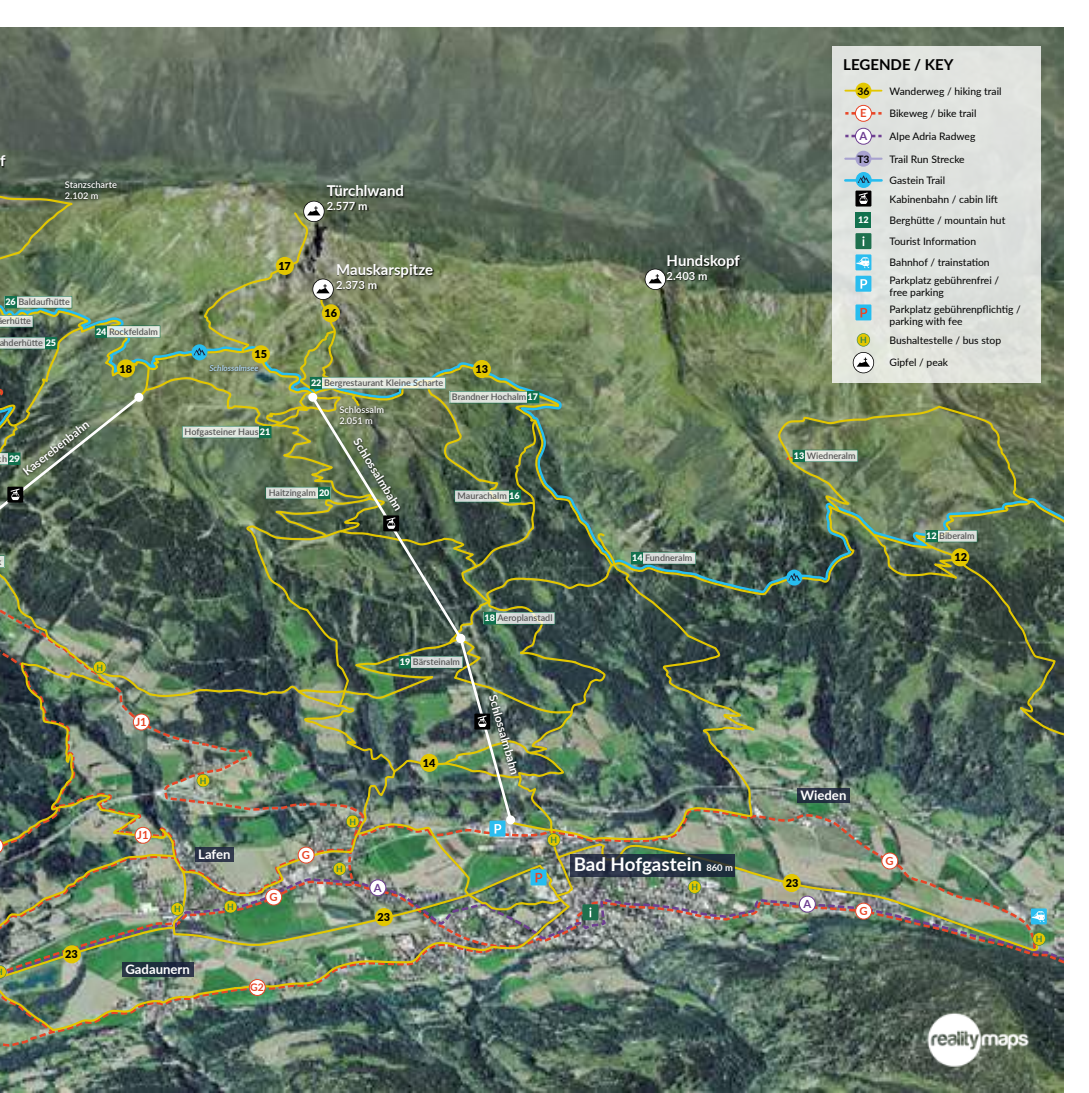 LEGENDE / KEY
36 Wanderweg / hiking trail
E Bikeweg / bike trail
A Alpe Adria Radweg
T3 Trail Run Strecke
Gastein Trail
Kabinenbahn / cabin lift
12 Berghütte / mountain hut
i Tourist Information
Bahnhof / trainstation
P Parkplatz gebührenfrei /
free parking
P Parkplatz gebührenpflichtig /
parking with fee
H Bushaltestelle / bus stop
Gipfel / peak
f
Stanzscharte
2.102 m
Türchlwand
2.577 m
17
Mauskarspitze
2.373 m
16
Hundskopf
2.403 m
26 Baldaufhütte
erhütte
ahderhütte 25
24 Rockfeldalm
18
15
Schlossalmsee
13
22 Bergrestaurant Kleine Scharte
Brandner Hochalm 17
Schlossalm
2.051 m
Hofgasteiner Haus 21
Kaserebenbahn
h 29
Schlossalmbahn
13 Wiedneralm
Haitzingalm 20
Maurachalm 16
12 Biberalm
12
14 Fundneralm
18 Aeroplanstadl
19 Bärsteinalm
H
J1
Schlossalmbahn
14
H
Wieden
H
P
J1
H
Lafen
G
H
Bad Hofgastein 860 m
G
A
P
H
23
G
H
H
23
i
A
G
H
23
Gadaunern
H
G2
realitymaps